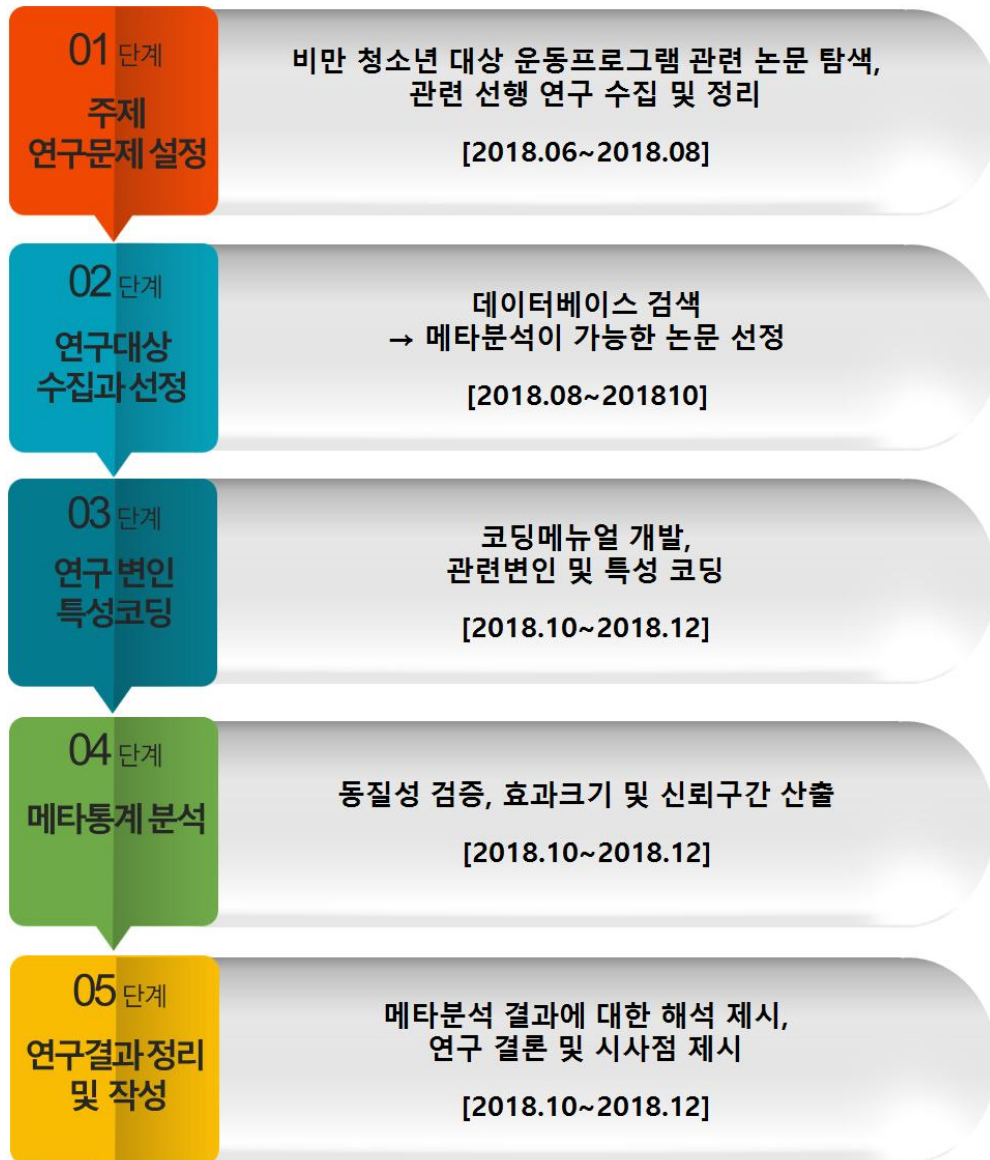 01 단계
주제
연구문제 설정
비만 청소년 대상 운동프로그램 관련 논문 탐색,
관련 선행 연구 수집 및 정리
[2018.06~2018.08]
02 단계
연구대상
수집과 선정
데이터베이스 검색
→ 메타분석이 가능한 논문 선정
[2018.08~201810]
03 단계
연구 변인
특성코딩
코딩메뉴얼 개발,
관련변인 및 특성 코딩
[2018.10~2018.12]
04 단계
메타통계 분석
동질성 검증, 효과크기 및 신뢰구간 산출
[2018.10~2018.12]
05 단계
연구결과 정리
및 작성
메타분석 결과에 대한 해석 제시,
연구 결론 및 시사점 제시
[2018.10~2018.12]